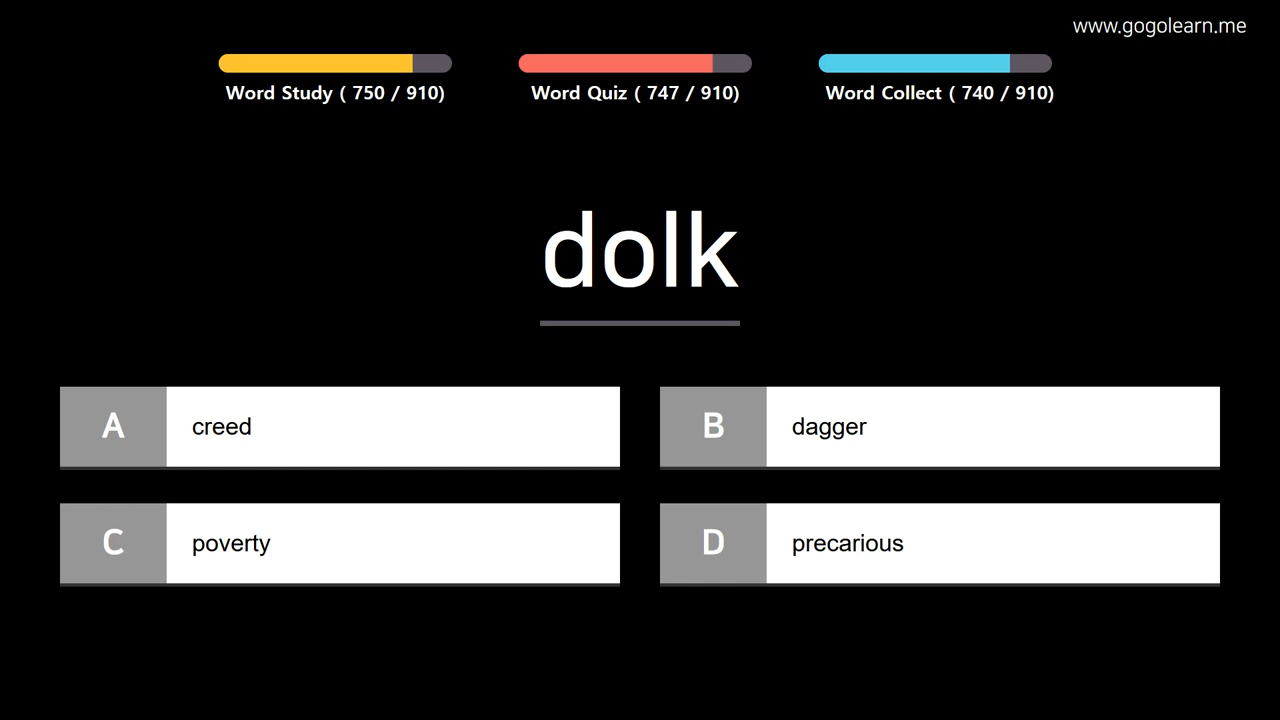 www.gogolearn.me
Word Study ( 750 / 910)
Word Quiz ( 747 / 910)
Word Collect ( 740 / 910)
dolk
A creed
B dagger
C poverty
D precarious